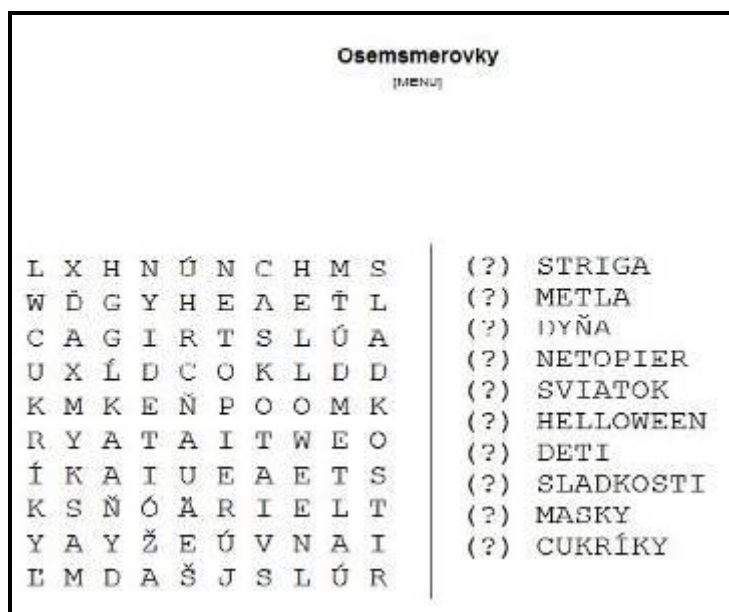 Osemsmerovky
[MENU]
L X H N Ú N C H M S
W Ď G Y H E A E Ť L
C A G I R T S L Ú A
U X Ĺ D C O K L D D
K M K E Ň P O O M K
R Y A T A I T W E O
Í K A I U E A E T S
K S Ň Ó Ä R I E L T
Y A Y Ž E Ú V N A I
Ľ M D A Š J S L Ú R
(?) STRIGA
(?) METLA
(?) DYŇA
(?) NETOPIER
(?) SVIATOK
(?) HELLOWEEN
(?) DETI
(?) SLADKOSTI
(?) MASKY
(?) CUKRÍKY